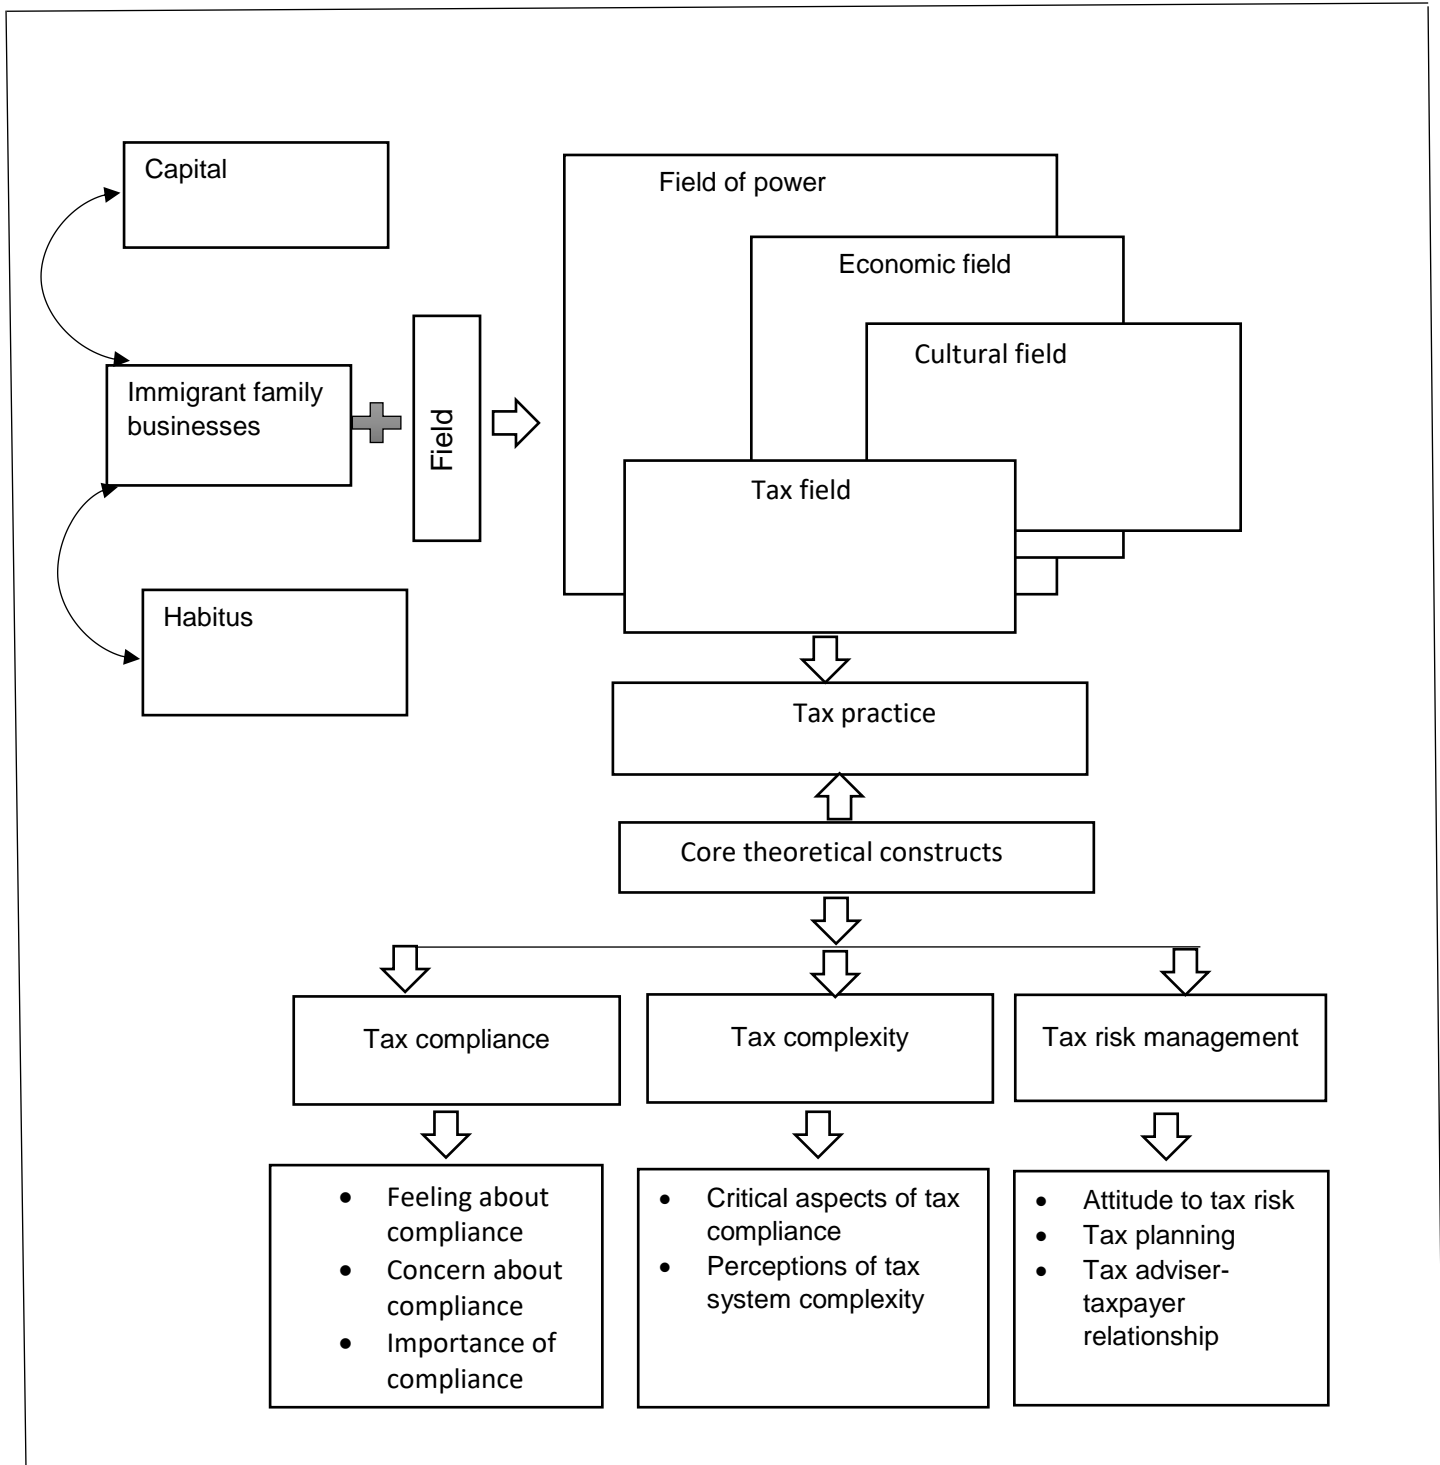 Capital
Field of power
Economic field
Cultural field
Immigrant family
businesses
Field
Tax field
Habitus
Tax practice
Core theoretical constructs
Tax compliance
Tax complexity
Tax risk management
• Feeling about
compliance
• Concern about
compliance
• Importance of
compliance
• Critical aspects of tax
compliance
• Perceptions of tax
system complexity
• Attitude to tax risk
• Tax planning
• Tax adviser-
taxpayer
relationship